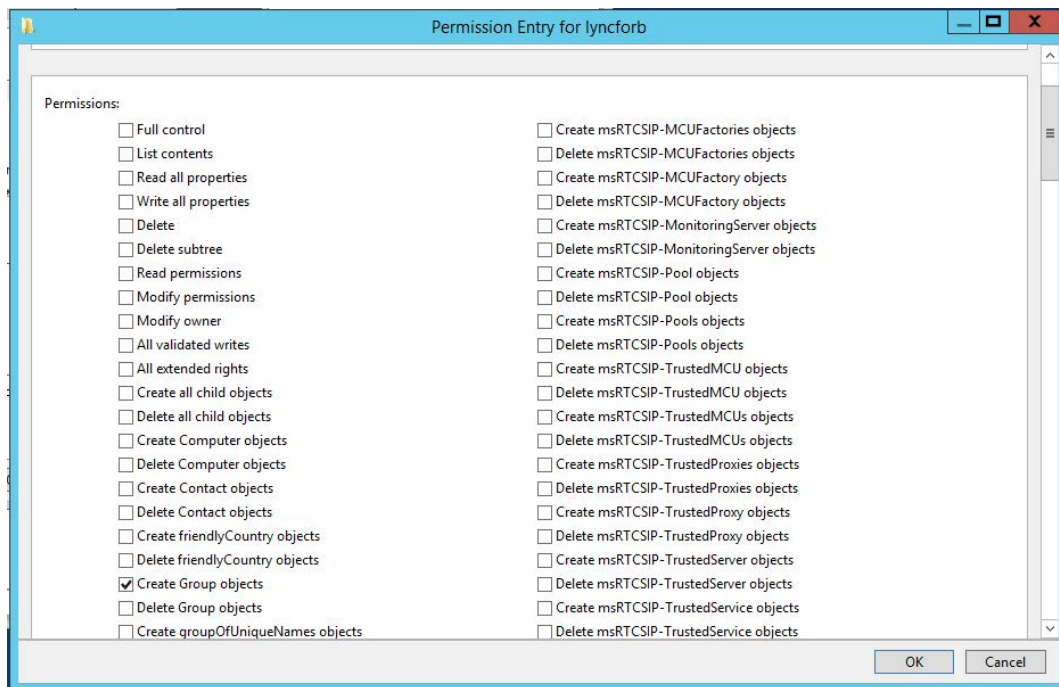 Permission Entry for lyncforb
X
Permissions:
Full control
List contents
Read all properties
Write all properties
Delete
Delete subtree
Read permissions
Modify permissions
Modify owner
All validated writes
All extended rights
Create all child objects
Delete all child objects
Create Computer objects
Delete Computer objects
Create Contact objects
Delete Contact objects
Create friendlyCountry objects
Delete friendlyCountry objects
Create Group objects
Delete Group objects
Create groupOfUniqueNames objects
Create msRTCSIP-MCUFactories objects
Delete msRTCSIP-MCUFactories objects
Create msRTCSIP-MCUFactory objects
Delete msRTCSIP-MCUFactory objects
Create msRTCSIP-MonitoringServer objects
Delete msRTCSIP-MonitoringServer objects
Create msRTCSIP-Pool objects
Delete msRTCSIP-Pool objects
Create msRTCSIP-Pools objects
Delete msRTCSIP-Pools objects
Create msRTCSIP-TrustedMCU objects
Delete msRTCSIP-TrustedMCU objects
Create msRTCSIP-TrustedMCUs objects
Delete msRTCSIP-TrustedMCUs objects
Create msRTCSIP-TrustedProxies objects
Delete msRTCSIP-TrustedProxies objects
Create msRTCSIP-TrustedProxy objects
Delete msRTCSIP-TrustedProxy objects
Create msRTCSIP-TrustedServer objects
Delete msRTCSIP-TrustedServer objects
Create msRTCSIP-TrustedService objects
Delete msRTCSIP-TrustedService objects
OK
Cancel